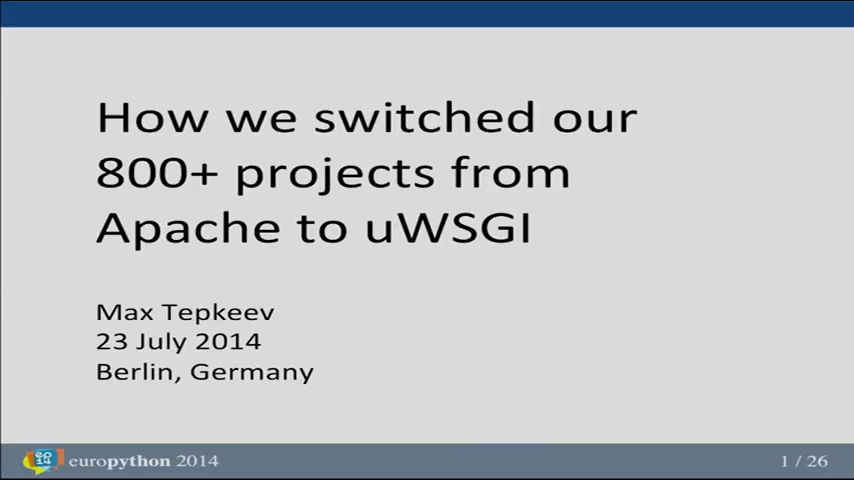 How we switched our
800+ projects from
Apache to uWSGI
Max Tepkeev
23 July 2014
Berlin, Germany
europython 2014
1 / 26